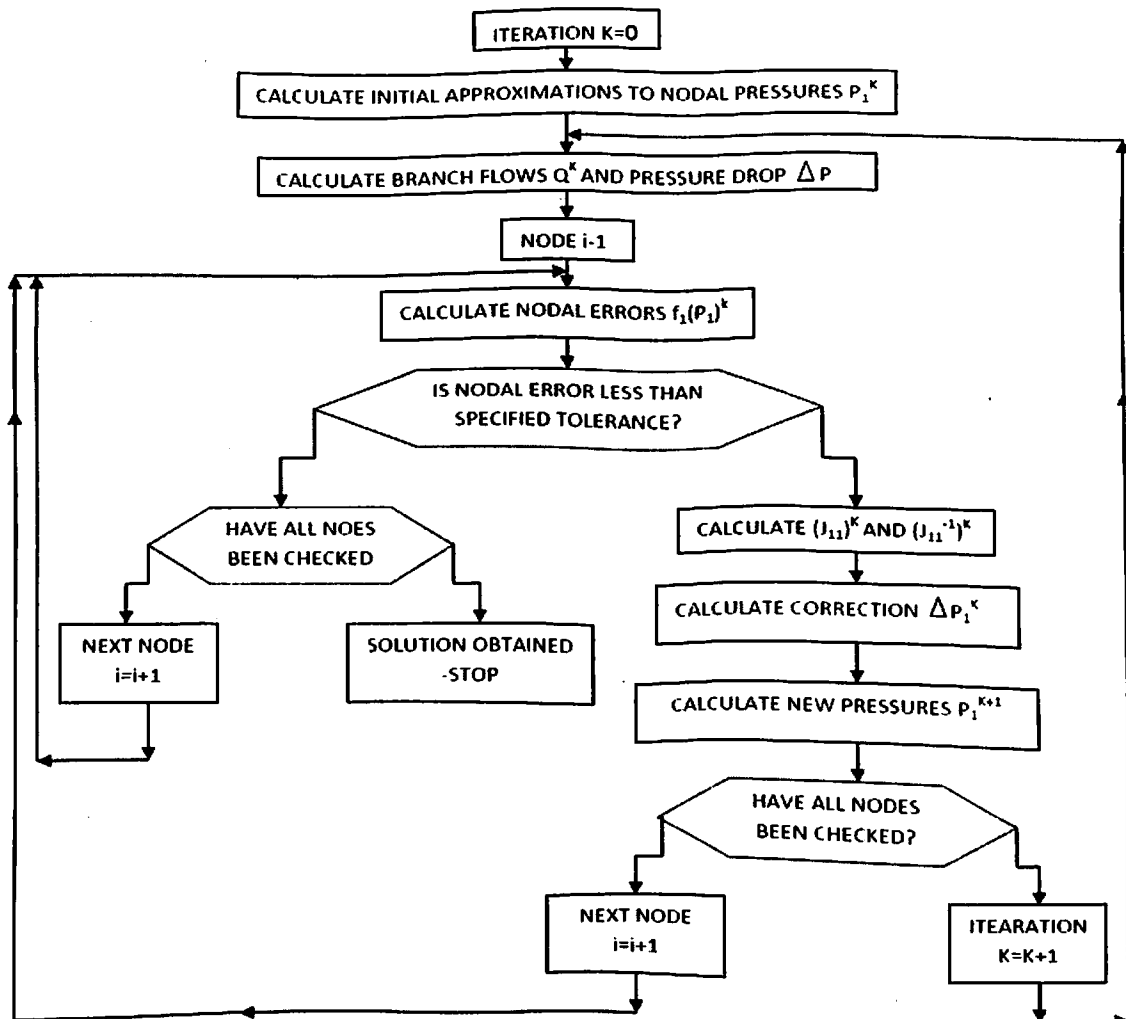 ITERATION K=0
CALCULATE INITIAL APPROXIMATIONS TO NODAL PRESSURES P₁ᴷ
CALCULATE BRANCH FLOWS Qᴷ AND PRESSURE DROP Δ P
NODE i-1
CALCULATE NODAL ERRORS f₁(P₁)ᵏ
IS NODAL ERROR LESS THAN
SPECIFIED TOLERANCE?
HAVE ALL NOES
BEEN CHECKED
CALCULATE (J₁₁)ᴷ AND (J₁₁⁻¹)ᴷ
CALCULATE CORRECTION ΔP₁ᴷ
NEXT NODE
i=i+1
SOLUTION OBTAINED
-STOP
CALCULATE NEW PRESSURES P₁ᴷ⁺¹
HAVE ALL NODES
BEEN CHECKED?
NEXT NODE
i=i+1
ITEARATION
K=K+1